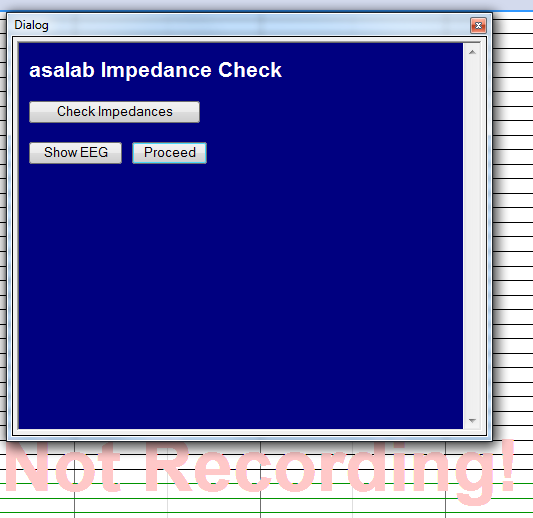 Dialog
asalab Impedance Check
Check Impedances
Show EEG Proceed
Not Recording!